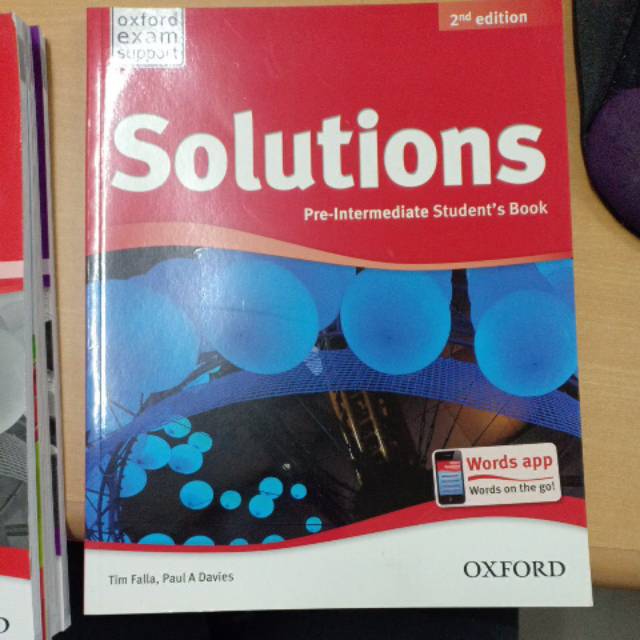 oxford
exam
support
2nd edition
Solutions
Pre-Intermediate Student's Book
Words app
Words on the go!
Tim Falla, Paul A Davies
OXFORD